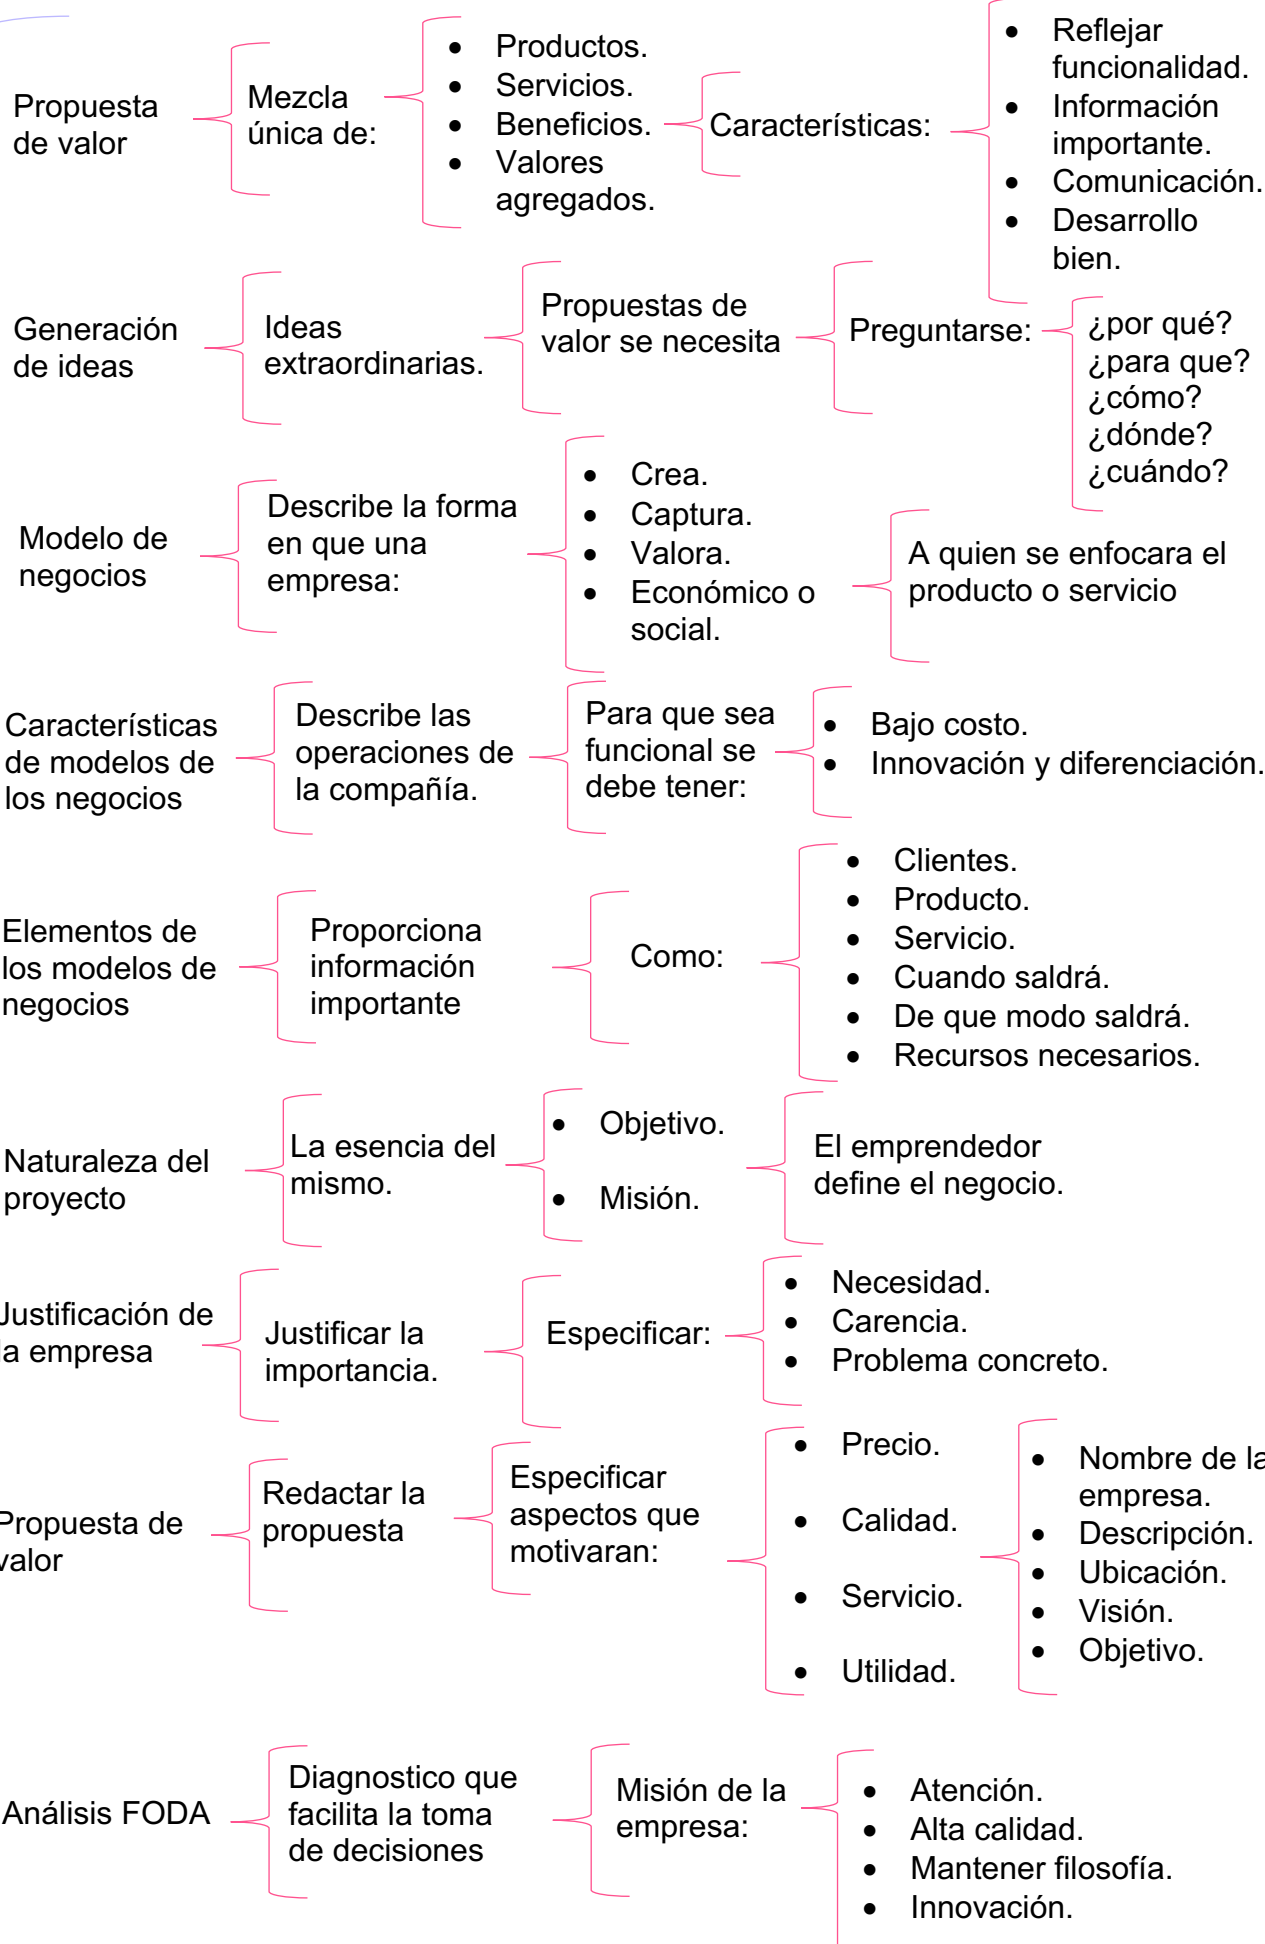 Propuesta
de valor
Mezcla
única de:
• Productos.
• Servicios.
• Beneficios.
• Valores
agregados.
Características:
• Reflejar
funcionalidad.
• Información
importante.
• Comunicación.
• Desarrollo
bien.
Generación
de ideas
Ideas
extraordinarias.
Propuestas de
valor se necesita
Preguntarse:
¿por qué?
¿para que?
¿cómo?
¿dónde?
¿cuándo?
Modelo de
negocios
Describe la forma
en que una
empresa:
• Crea.
• Captura.
• Valora.
• Económico o
social.
A quien se enfocara el
producto o servicio
Características
de modelos de
los negocios
Describe las
operaciones de
la compañía.
Para que sea
funcional se
debe tener:
• Bajo costo.
• Innovación y diferenciación.
Elementos de
los modelos de
negocios
Proporciona
información
importante
Como:
• Clientes.
• Producto.
• Servicio.
• Cuando saldrá.
• De que modo saldrá.
• Recursos necesarios.
Naturaleza del
proyecto
La esencia del
mismo.
• Objetivo.
• Misión.
El emprendedor
define el negocio.
Justificación de
la empresa
Justificar la
importancia.
Especificar:
• Necesidad.
• Carencia.
• Problema concreto.
Propuesta de
valor
Redactar la
propuesta
Especificar
aspectos que
motivaran:
• Precio.
• Calidad.
• Servicio.
• Utilidad.
• Nombre de la
empresa.
• Descripción.
• Ubicación.
• Visión.
• Objetivo.
Análisis FODA
Diagnostico que
facilita la toma
de decisiones
Misión de la
empresa:
• Atención.
• Alta calidad.
• Mantener filosofía.
• Innovación.